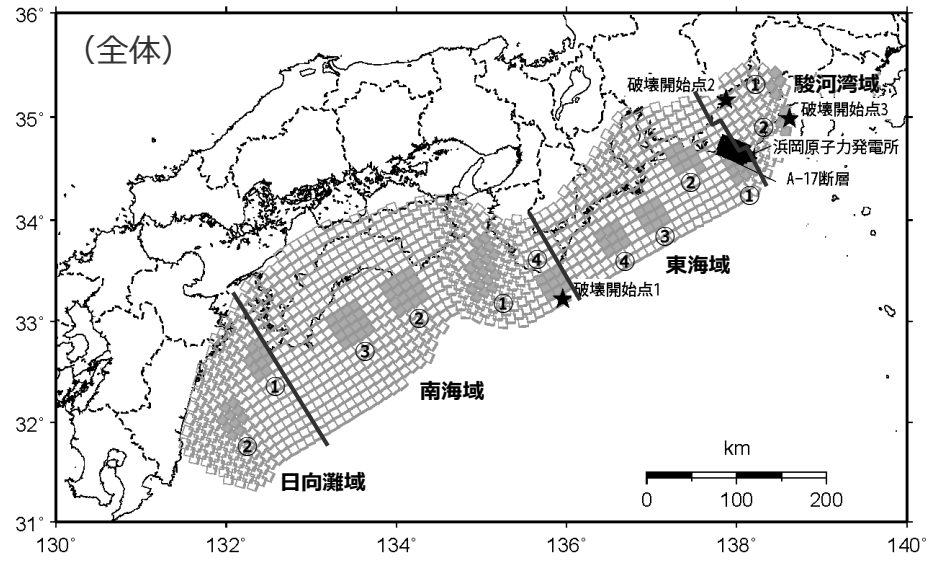 36°
（全体）
破壊開始点2
①
駿河湾域
35°
②
破壊開始点3
浜岡原子力発電所
A-17断層
②
①
34°
③
④
④
東海域
破壊開始点1
①
33°
②
③
①
南海域
32°
②
日向灘域
km
0
100
200
31°
130°
132°
134°
136°
138°
140°